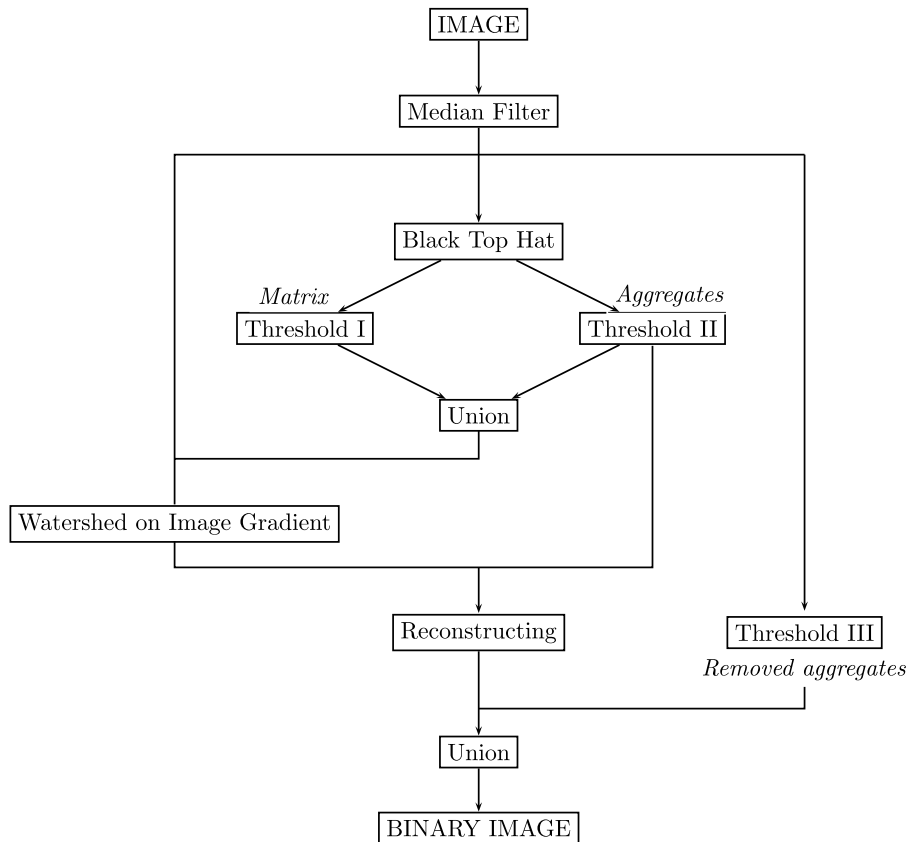 IMAGE
Median Filter
Black Top Hat
Matrix
Aggregates
Threshold I
Threshold II
Union
Watershed on Image Gradient
Reconstructing
Threshold III
Removed aggregates
Union
BINARY IMAGE